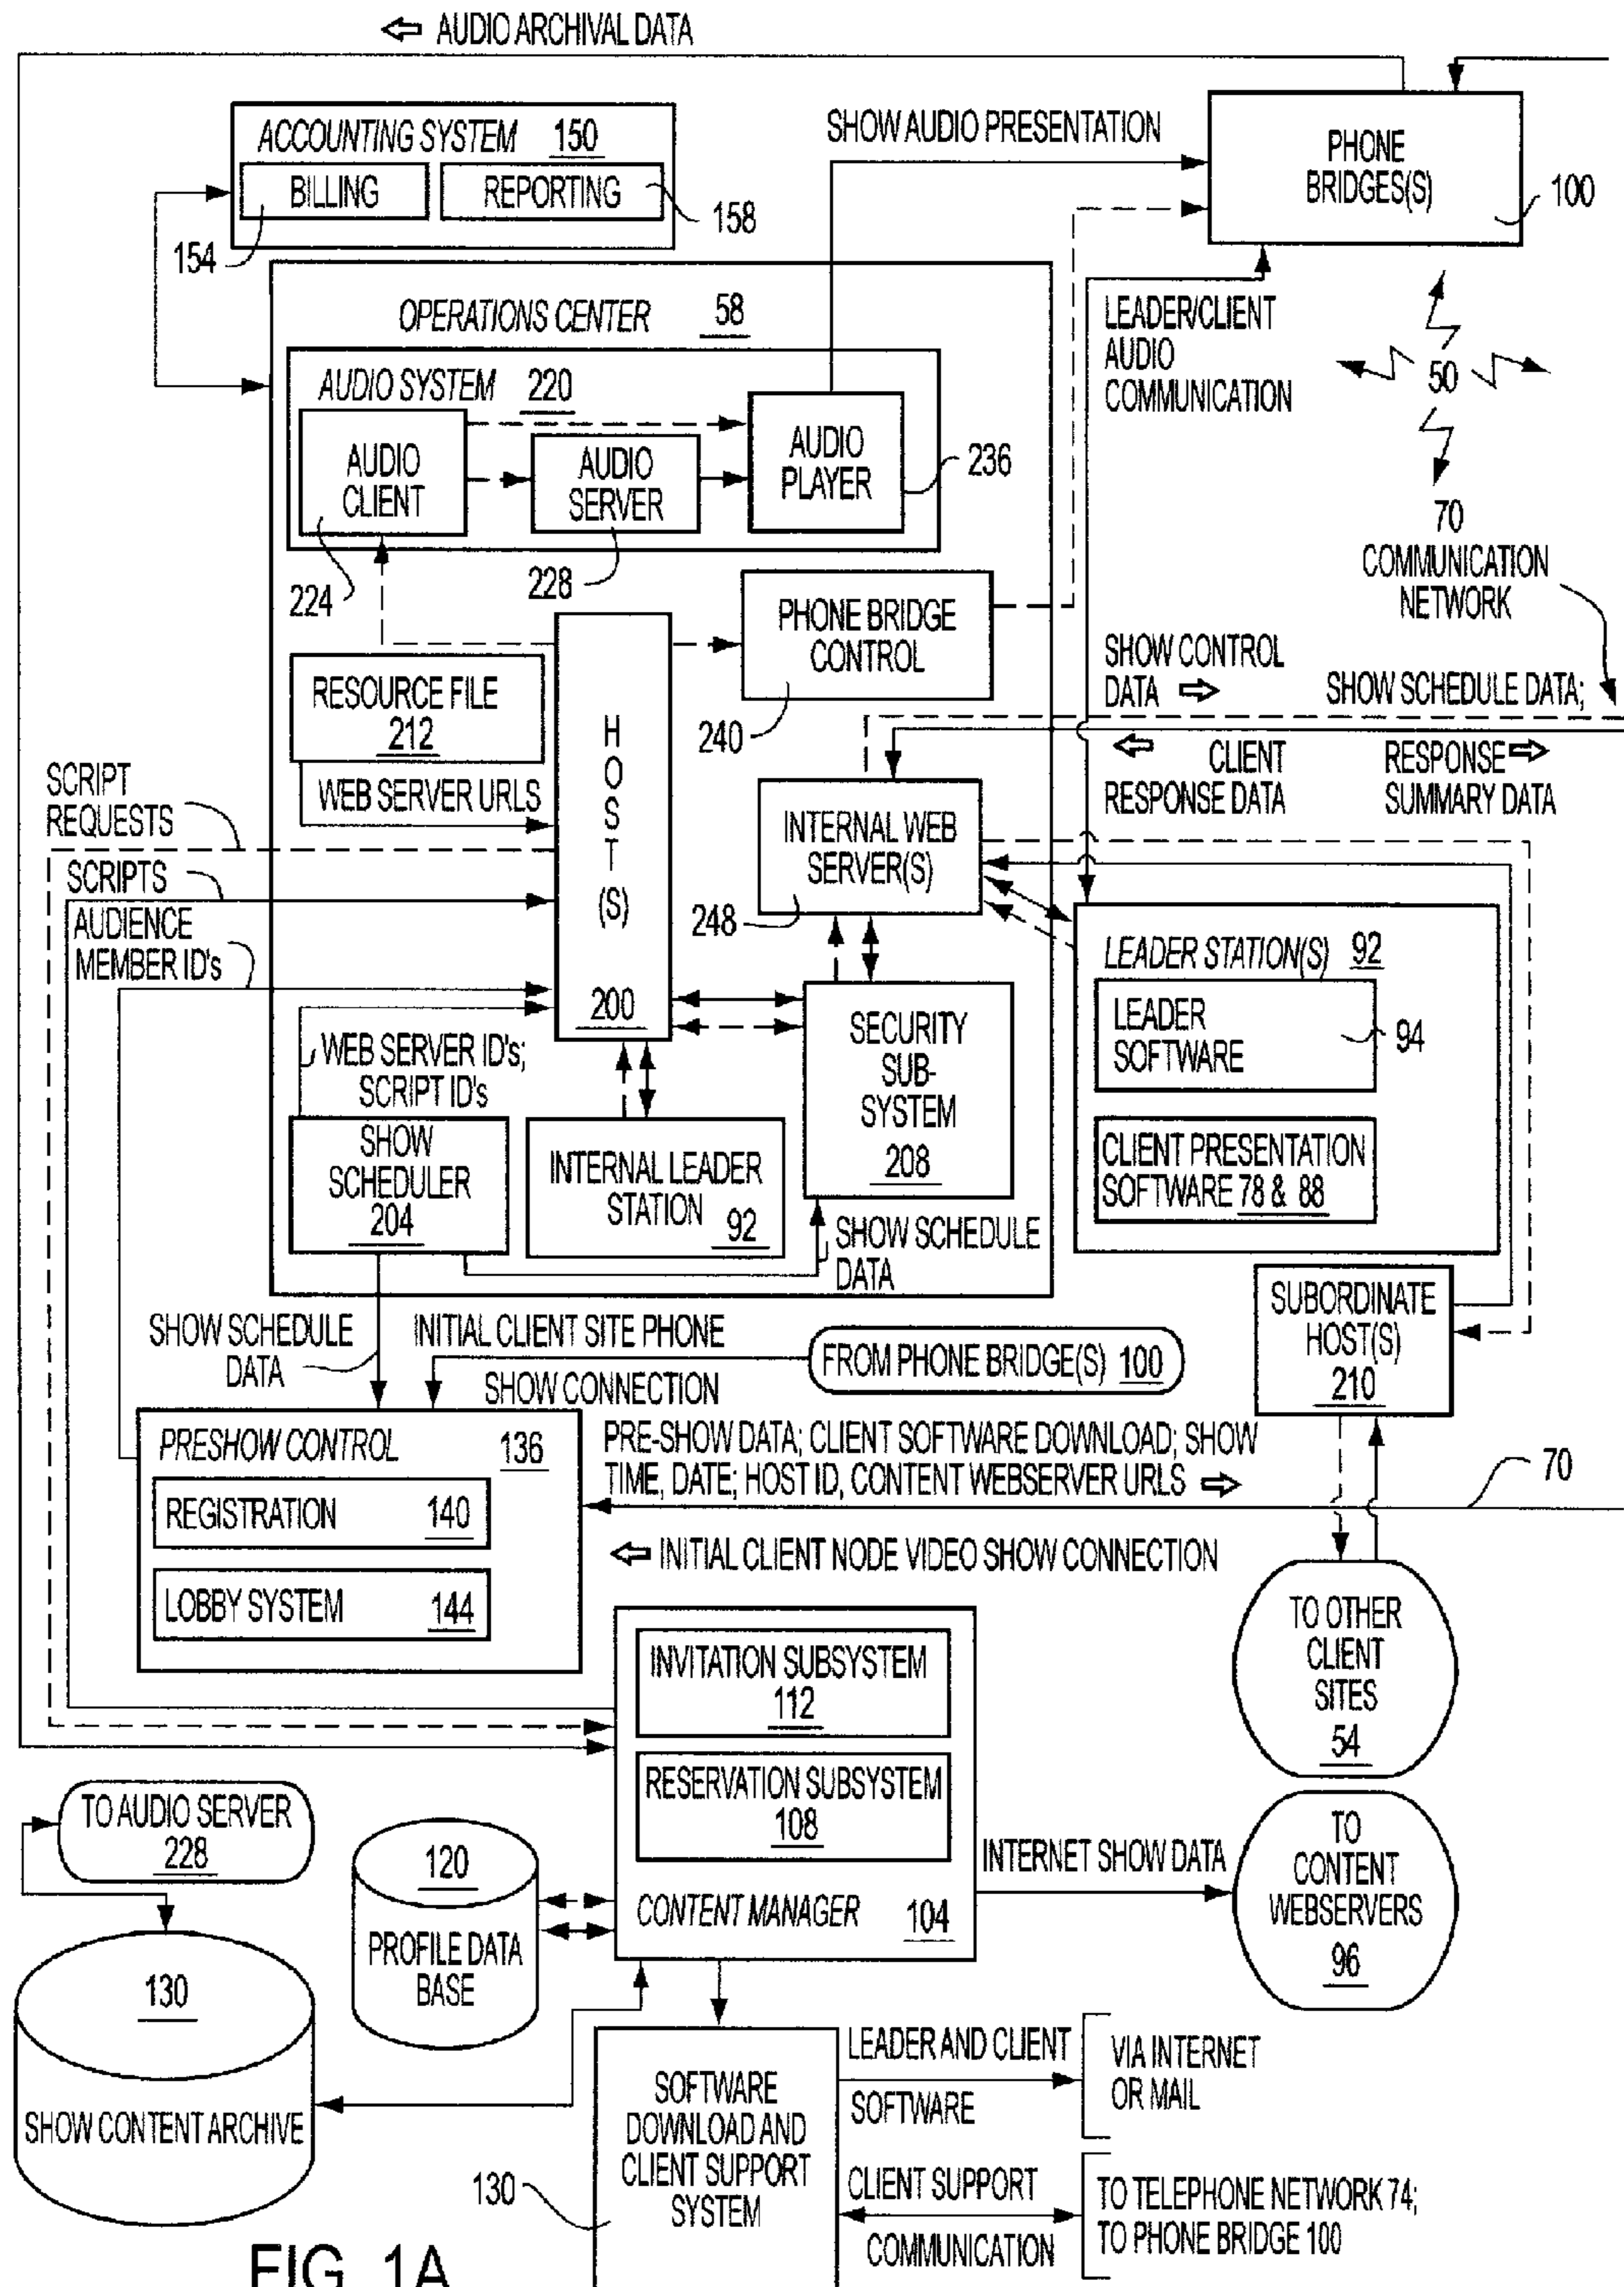 ⇦ AUDIO ARCHIVAL DATA
ACCOUNTING SYSTEM 150
BILLING
REPORTING
154
158
SHOW AUDIO PRESENTATION
PHONE
BRIDGES(S)
100
OPERATIONS CENTER 58
AUDIO SYSTEM 220
AUDIO
CLIENT
AUDIO
SERVER
AUDIO
PLAYER
236
224
228
LEADER/CLIENT
AUDIO
COMMUNICATION
50
70
COMMUNICATION
NETWORK
PHONE BRIDGE
CONTROL
240
RESOURCE FILE
212
WEB SERVER URLS
H
O
S
T
(S)
200
SHOW CONTROL
DATA ⇨
SHOW SCHEDULE DATA;
⇦ CLIENT
RESPONSE DATA
RESPONSE ⇨
SUMMARY DATA
SCRIPT
REQUESTS
SCRIPTS
AUDIENCE
MEMBER ID's
INTERNAL WEB
SERVER(S)
248
LEADER STATION(S) 92
LEADER
SOFTWARE
94
CLIENT PRESENTATION
SOFTWARE 78 & 88
SECURITY
SUB-
SYSTEM
208
WEB SERVER ID's;
SCRIPT ID's
SHOW
SCHEDULER
204
INTERNAL LEADER
STATION 92
SHOW SCHEDULE
DATA
SUBORDINATE
HOST(S)
210
SHOW SCHEDULE
DATA
INITIAL CLIENT SITE PHONE
SHOW CONNECTION
FROM PHONE BRIDGE(S) 100
PRESHOW CONTROL 136
REGISTRATION 140
LOBBY SYSTEM 144
PRE-SHOW DATA; CLIENT SOFTWARE DOWNLOAD; SHOW
TIME, DATE; HOST ID, CONTENT WEBSERVER URLS ⇨
70
⇦ INITIAL CLIENT NODE VIDEO SHOW CONNECTION
TO OTHER
CLIENT
SITES
54
INVITATION SUBSYSTEM
112
RESERVATION SUBSYSTEM
108
CONTENT MANAGER 104
INTERNET SHOW DATA
TO
CONTENT
WEBSERVERS
96
TO AUDIO SERVER
228
120
PROFILE DATA
BASE
130
SHOW CONTENT ARCHIVE
SOFTWARE
DOWNLOAD AND
CLIENT SUPPORT
SYSTEM
130
LEADER AND CLIENT
SOFTWARE
VIA INTERNET
OR MAIL
CLIENT SUPPORT
COMMUNICATION
TO TELEPHONE NETWORK 74;
TO PHONE BRIDGE 100
FIG. 1A